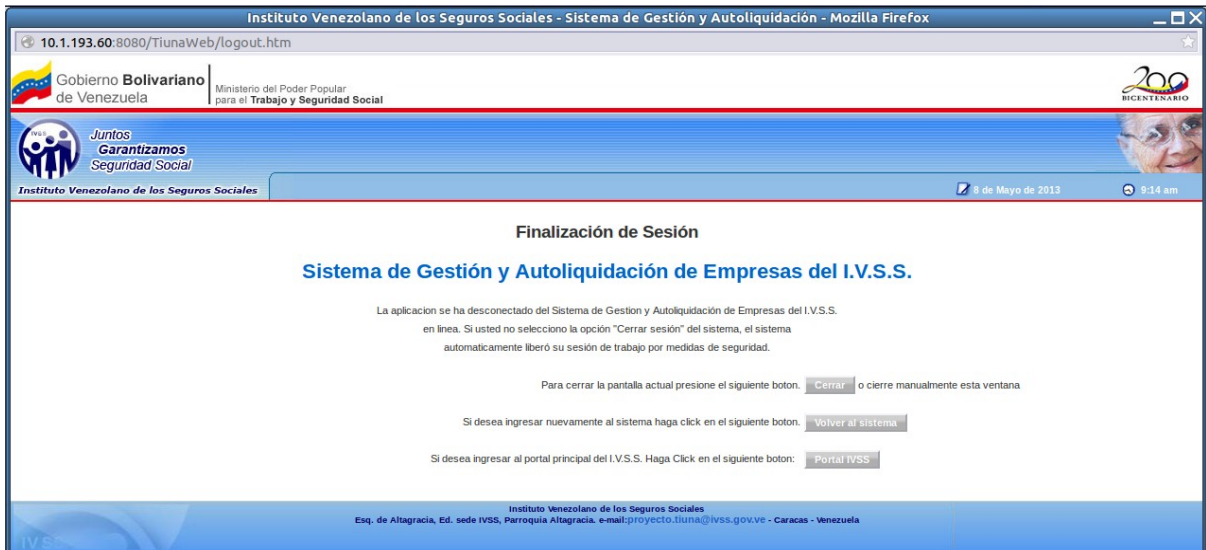 Instituto Venezolano de los Seguros Sociales - Sistema de Gestión y Autoliquidación - Mozilla Firefox
10.1.193.60:8080/TiunaWeb/logout.htm
Gobierno Bolivariano
de Venezuela
Ministerio del Poder Popular
para el Trabajo y Seguridad Social
200
BICENTENARIO
IVSS
Juntos
Garantizamos
Seguridad Social
Instituto Venezolano de los Seguros Sociales
8 de Mayo de 2013
9:14 am
Finalización de Sesión
Sistema de Gestión y Autoliquidación de Empresas del I.V.S.S.
La aplicacion se ha desconectado del Sistema de Gestion y Autoliquidación de Empresas del I.V.S.S.
en linea. Si usted no selecciono la opción "Cerrar sesión" del sistema, el sistema
automaticamente liberó su sesión de trabajo por medidas de seguridad.
Para cerrar la pantalla actual presione el siguiente boton. Cerrar o cierre manualmente esta ventana
Si desea ingresar nuevamente al sistema haga click en el siguiente boton. Volver al sistema
Si desea ingresar al portal principal del I.V.S.S. Haga Click en el siguiente boton: Portal IVSS
Instituto Venezolano de los Seguros Sociales
Esq. de Altagracia, Ed. sede IVSS, Parroquia Altagracia. e-mail:proyecto.tiuna@ivss.gov.ve - Caracas - Venezuela